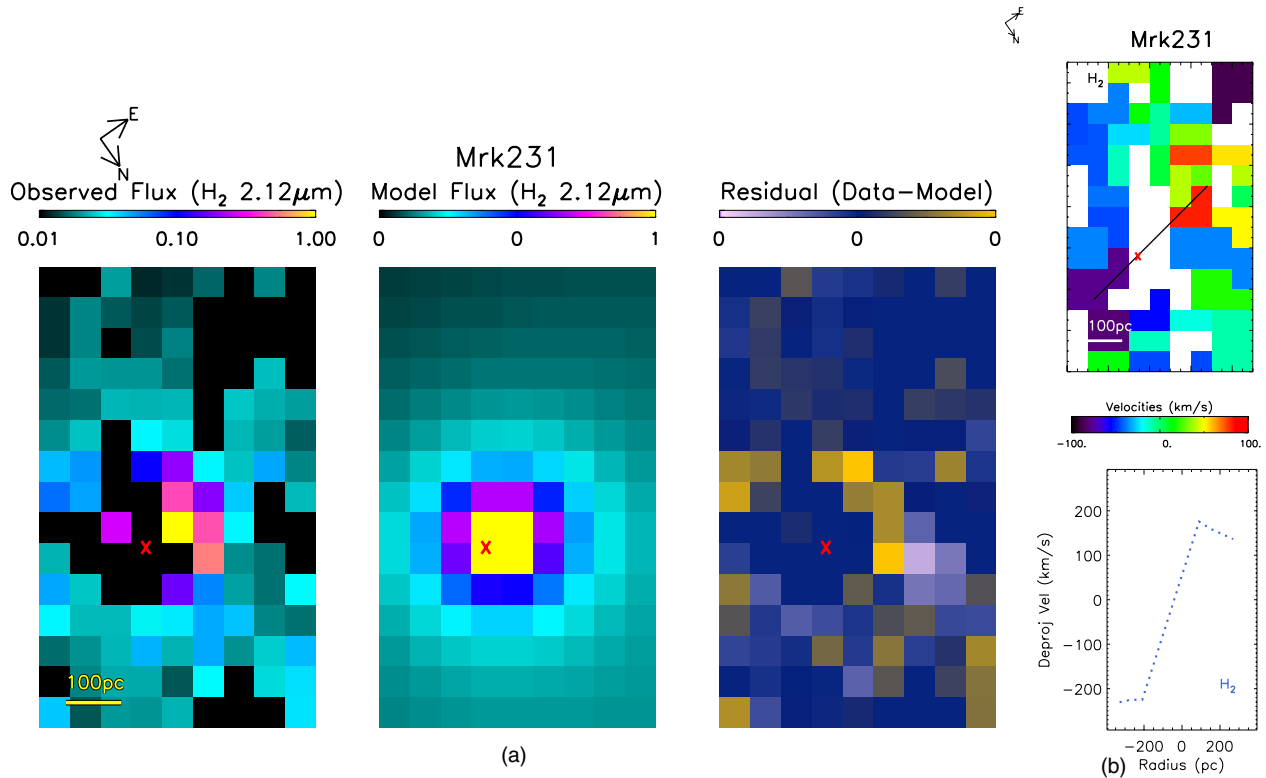 E
N
Mrk231
Observed Flux (H₂ 2.12μm)
0.01 0.10 1.00
Model Flux (H₂ 2.12μm)
0 0 1
Residual (Data-Model)
0 0 0
X
X
X
100pc
(a)
E
N
Mrk231
H₂
x
100pc
Velocities (km/s)
-100. 0. 100.
Deproj Vel (km/s)
200
100
0
-100
-200
H₂
-200 0 200
Radius (pc)
(b)